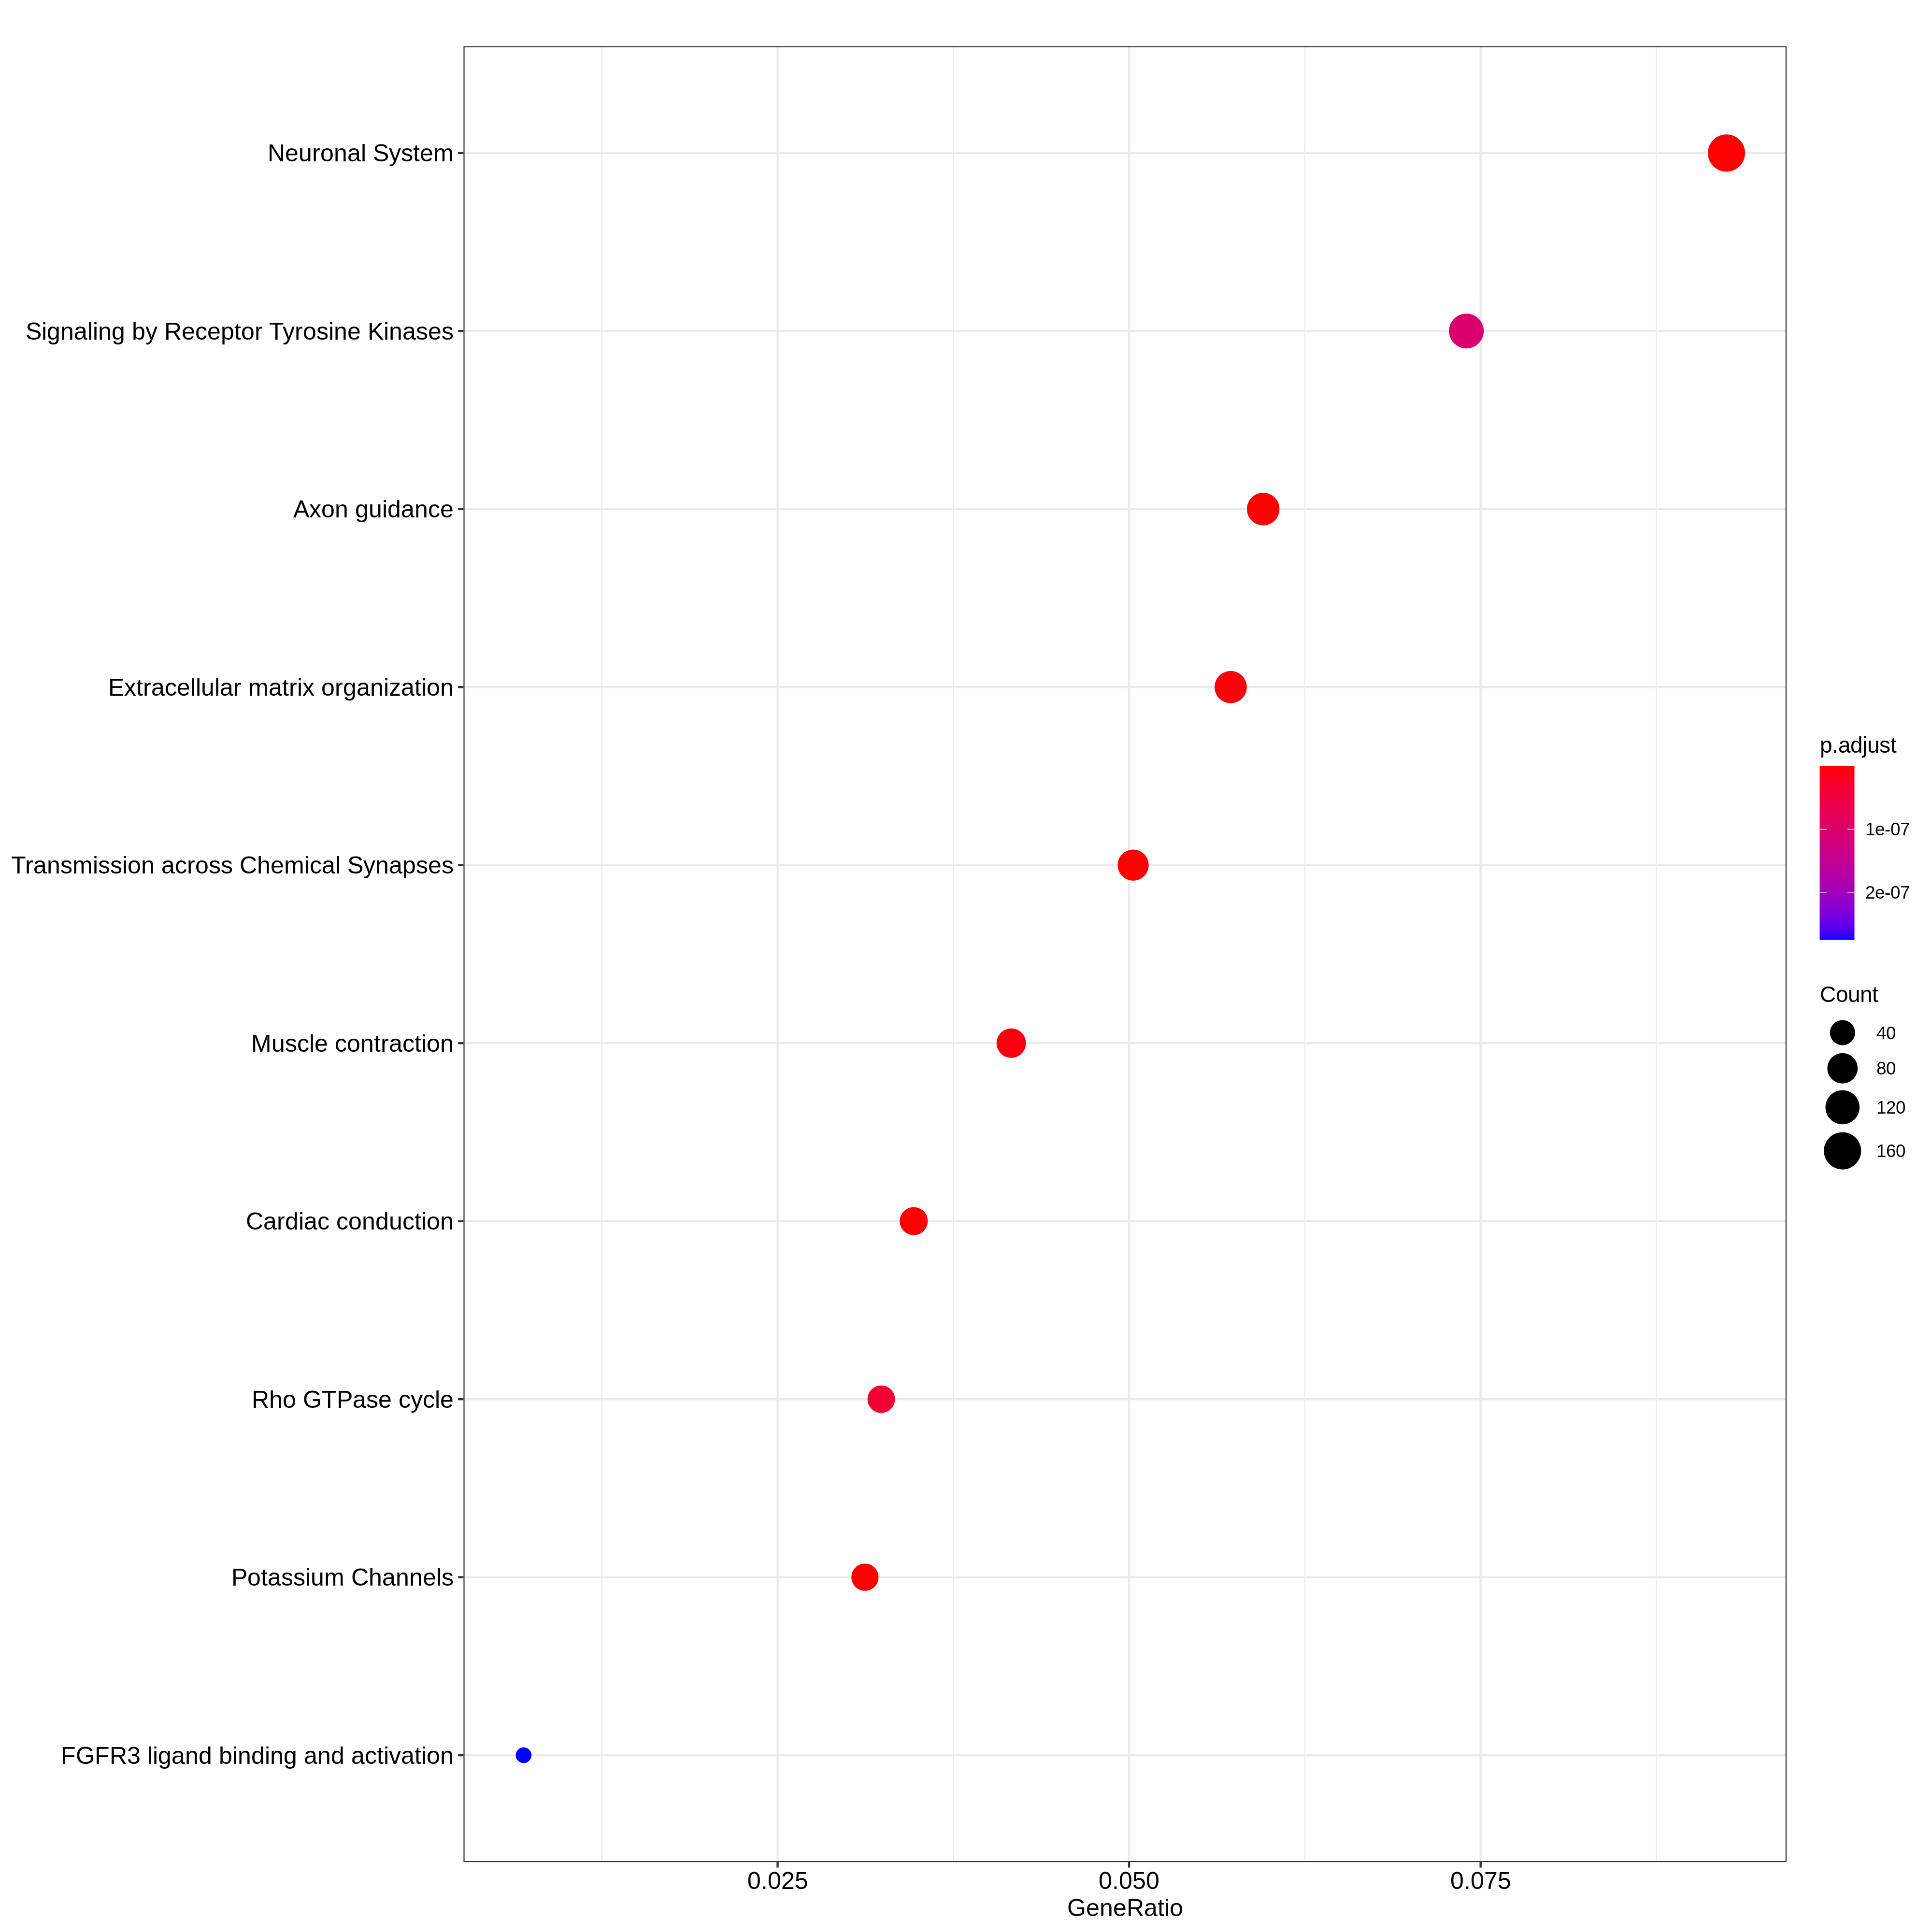 Neuronal System
Signaling by Receptor Tyrosine Kinases
Axon guidance
Extracellular matrix organization
Transmission across Chemical Synapses
Muscle contraction
Cardiac conduction
Rho GTPase cycle
Potassium Channels
FGFR3 ligand binding and activation
0.025
0.050
0.075
GeneRatio
p.adjust
1e-07
2e-07
Count
40
80
120
160